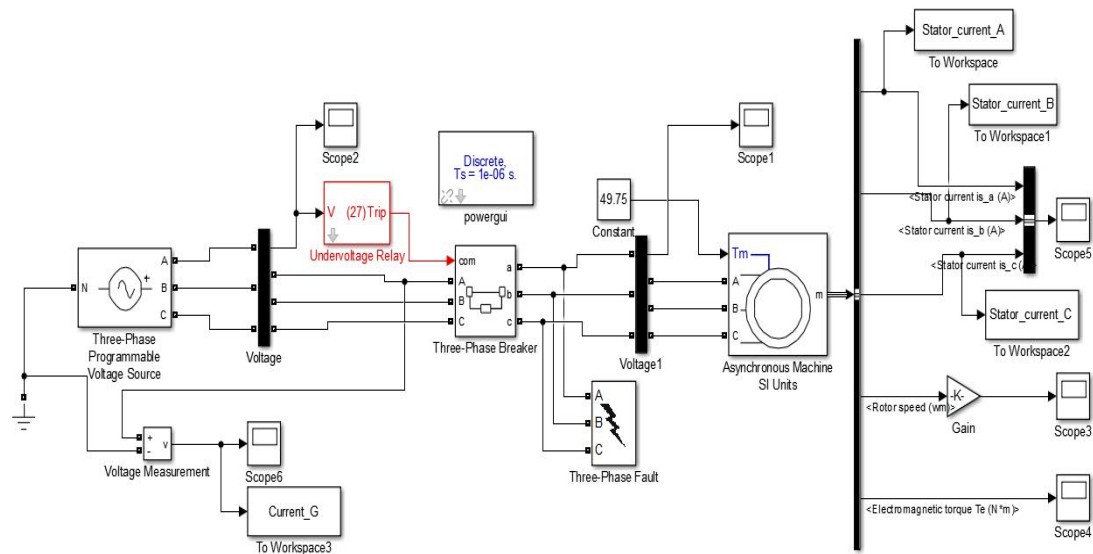 Stator_current_A
To Workspace
Stator_current_B
To Workspace1
Scope2
Discrete,
Ts = 1e-06 s.
powergui
Scope1
V (27) Trip
Undervoltage Relay
49.75
Constant
<Stator current is_a (A)>
<Stator current is_b (A)>
<Stator current is_c (A
Scope5
N
A
B
C
+
Three-Phase
Programmable
Voltage Source
Voltage
com
A
B
C
a
b
c
Three-Phase Breaker
Voltage1
Tm
A
B
C
m
Asynchronous Machine
SI Units
Stator_current_C
To Workspace2
A
B
C
Three-Phase Fault
<Rotor speed (wm)>
-K-
Gain
Scope3
+
-
v
Voltage Measurement
Scope6
Current_G
To Workspace3
<Electromagnetic torque Te (N*m)>
Scope4